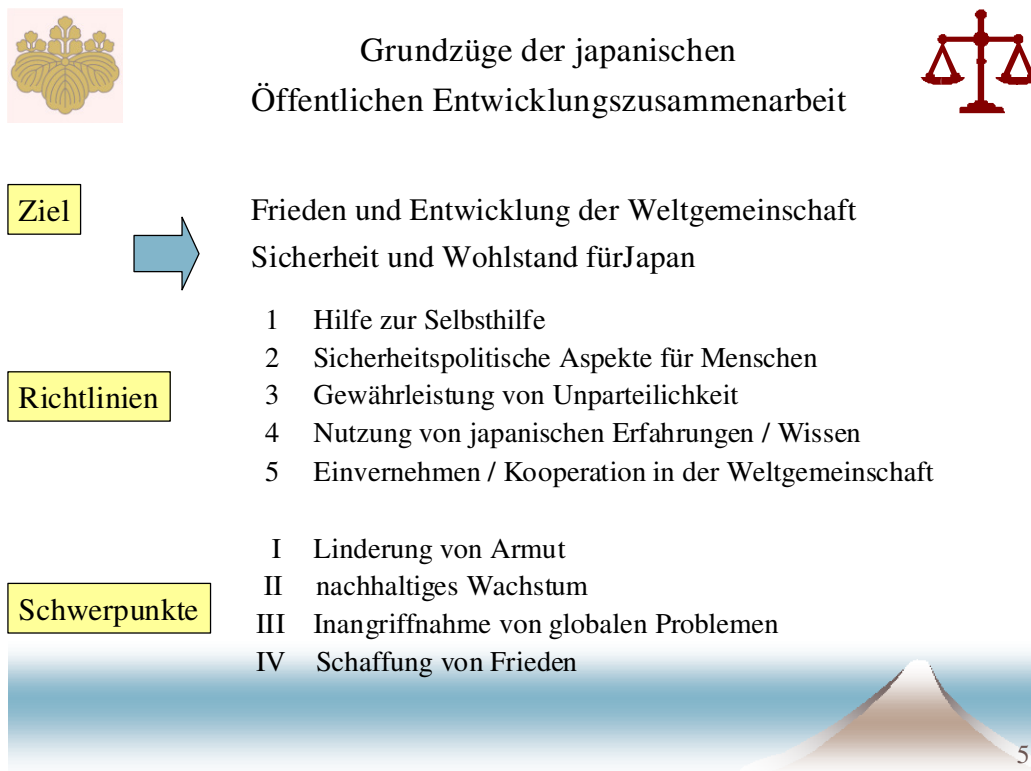 Grundzüge der japanischen
Öffentlichen Entwicklungszusammenarbeit
Ziel
Frieden und Entwicklung der Weltgemeinschaft
Sicherheit und Wohlstand fürJapan
Richtlinien
1 Hilfe zur Selbsthilfe
2 Sicherheitspolitische Aspekte für Menschen
3 Gewährleistung von Unparteilichkeit
4 Nutzung von japanischen Erfahrungen / Wissen
5 Einvernehmen / Kooperation in der Weltgemeinschaft
Schwerpunkte
I Linderung von Armut
II nachhaltiges Wachstum
III Inangriffnahme von globalen Problemen
IV Schaffung von Frieden
5